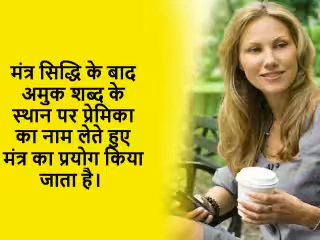 मंत्र सिद्धि के बाद
अमुक शब्द के
स्थान पर प्रेमिका
का नाम लेते हुए
मंत्र का प्रयोग किया
जाता है।